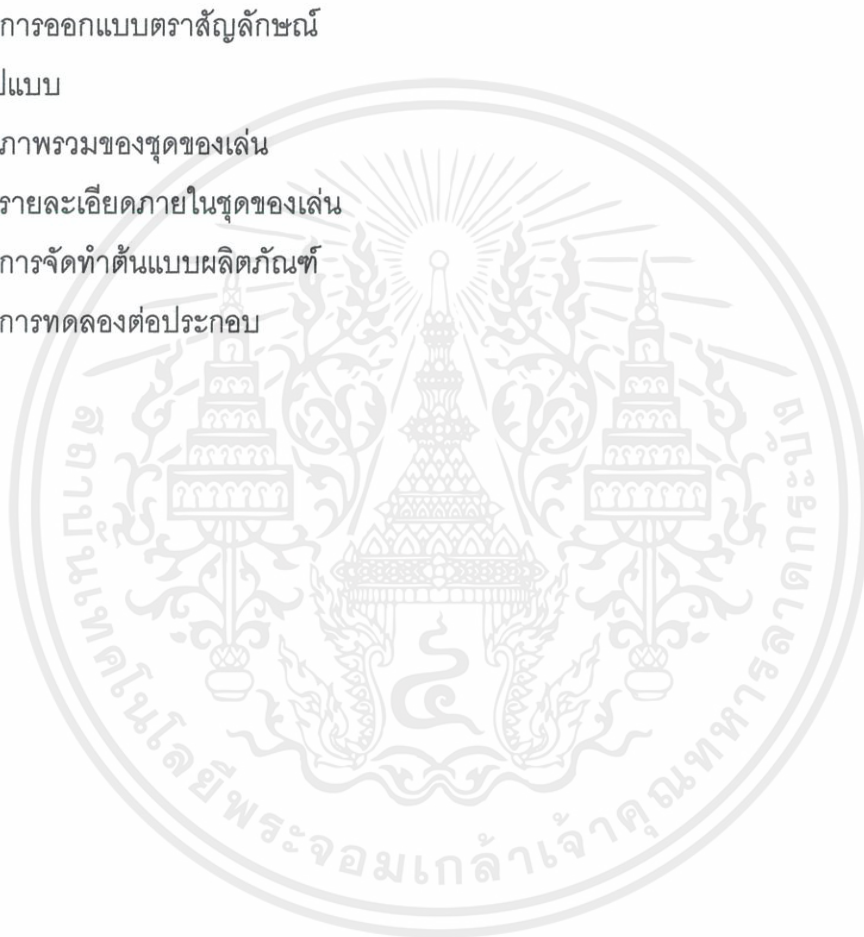 การออกแบบตราสัญลักษณ์
ปแบบ
ภาพรวมของชุดของเล่น
รายละเอียดภายในชุดของเล่น
การจัดทำต้นแบบผลิตภัณฑ์
การทดลองต่อประกอบ
สถาบันเทคโนโลยีพระจอมเกล้าเจ้าคุณทหารลาดกระบัง
๔